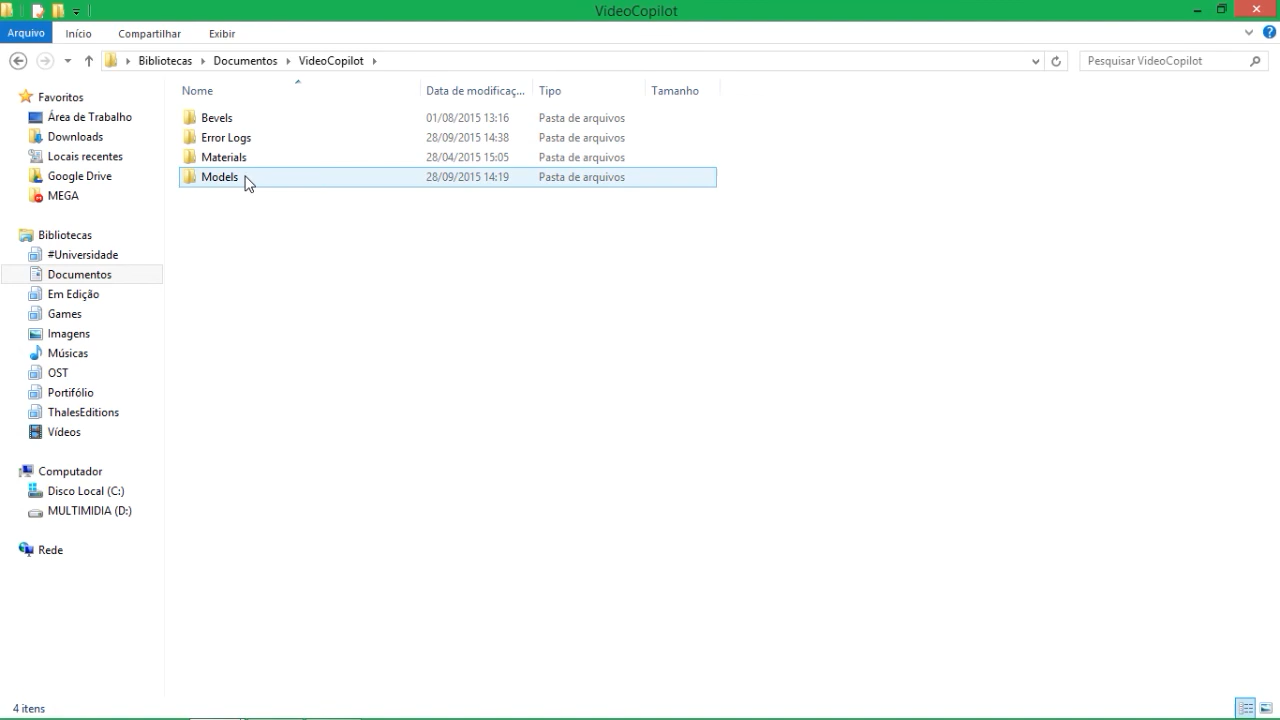 VideoCopilot
Arquivo Início Compartilhar Exibir
Bibliotecas Documentos VideoCopilot
Pesquisar VideoCopilot
Nome Data de modificaç... Tipo Tamanho
Bevels 01/08/2015 13:16 Pasta de arquivos
Error Logs 28/09/2015 14:38 Pasta de arquivos
Materials 28/04/2015 15:05 Pasta de arquivos
Models 28/09/2015 14:19 Pasta de arquivos
Favoritos
Área de Trabalho
Downloads
Locais recentes
Google Drive
MEGA
Bibliotecas
#Universidade
Documentos
Em Edição
Games
Imagens
Músicas
OST
Portifólio
ThalesEditions
Vídeos
Computador
Disco Local (C:)
MULTIMIDIA (D:)
Rede
4 itens